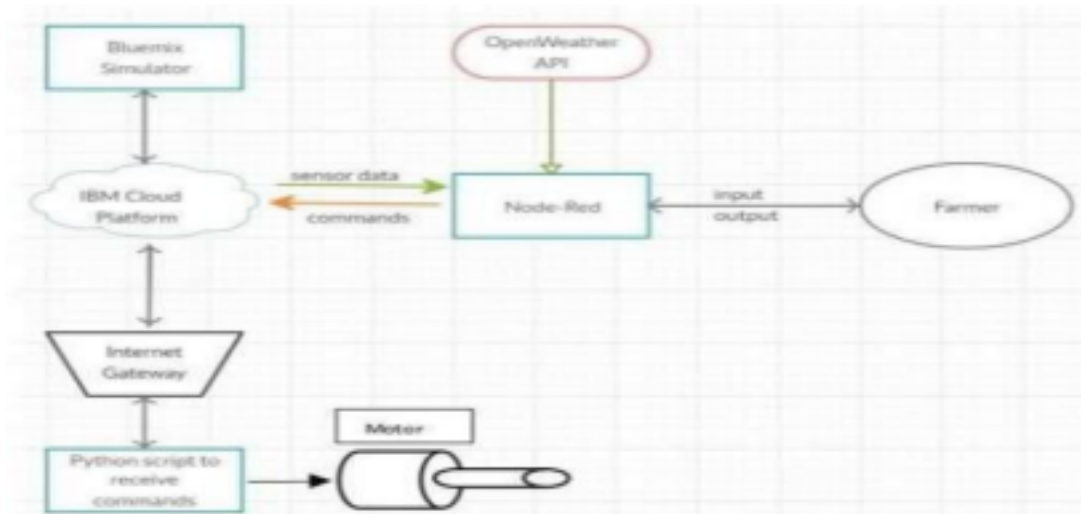 Bluemix
Simulator
OpenWeather
API
IBM Cloud
Platform
sensor data
commands
Node-Red
input
output
Farmer
Internet
Gateway
Motor
Python script to
receive
commands